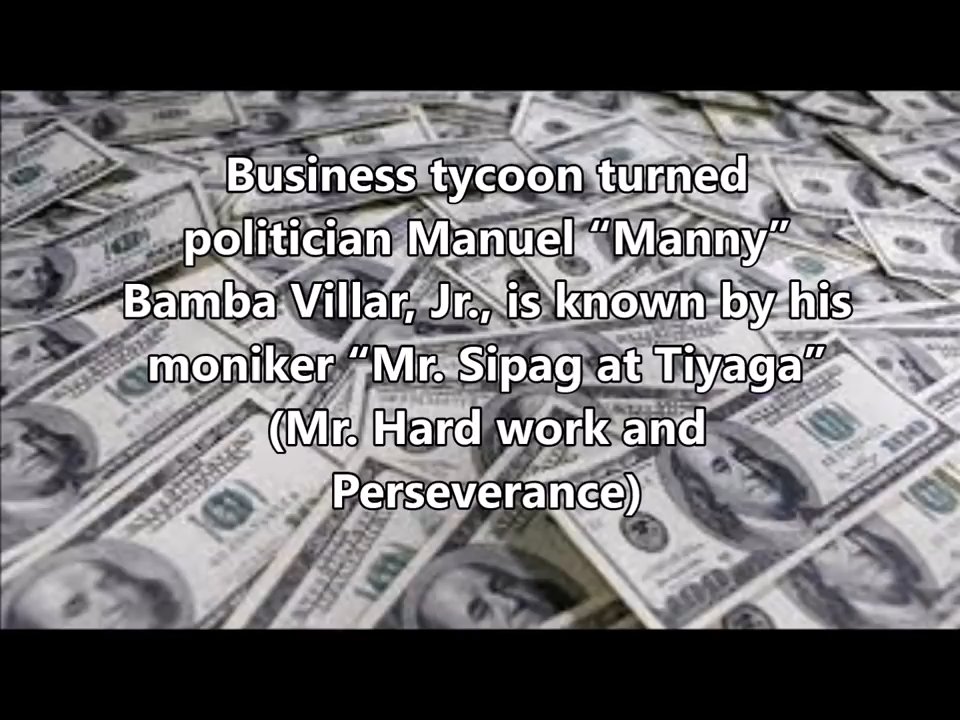 Business tycoon turned
politician Manuel “Manny”
Bamba Villar, Jr., is known by his
moniker “Mr. Sipag at Tiyaga”
(Mr. Hard work and
Perseverance)